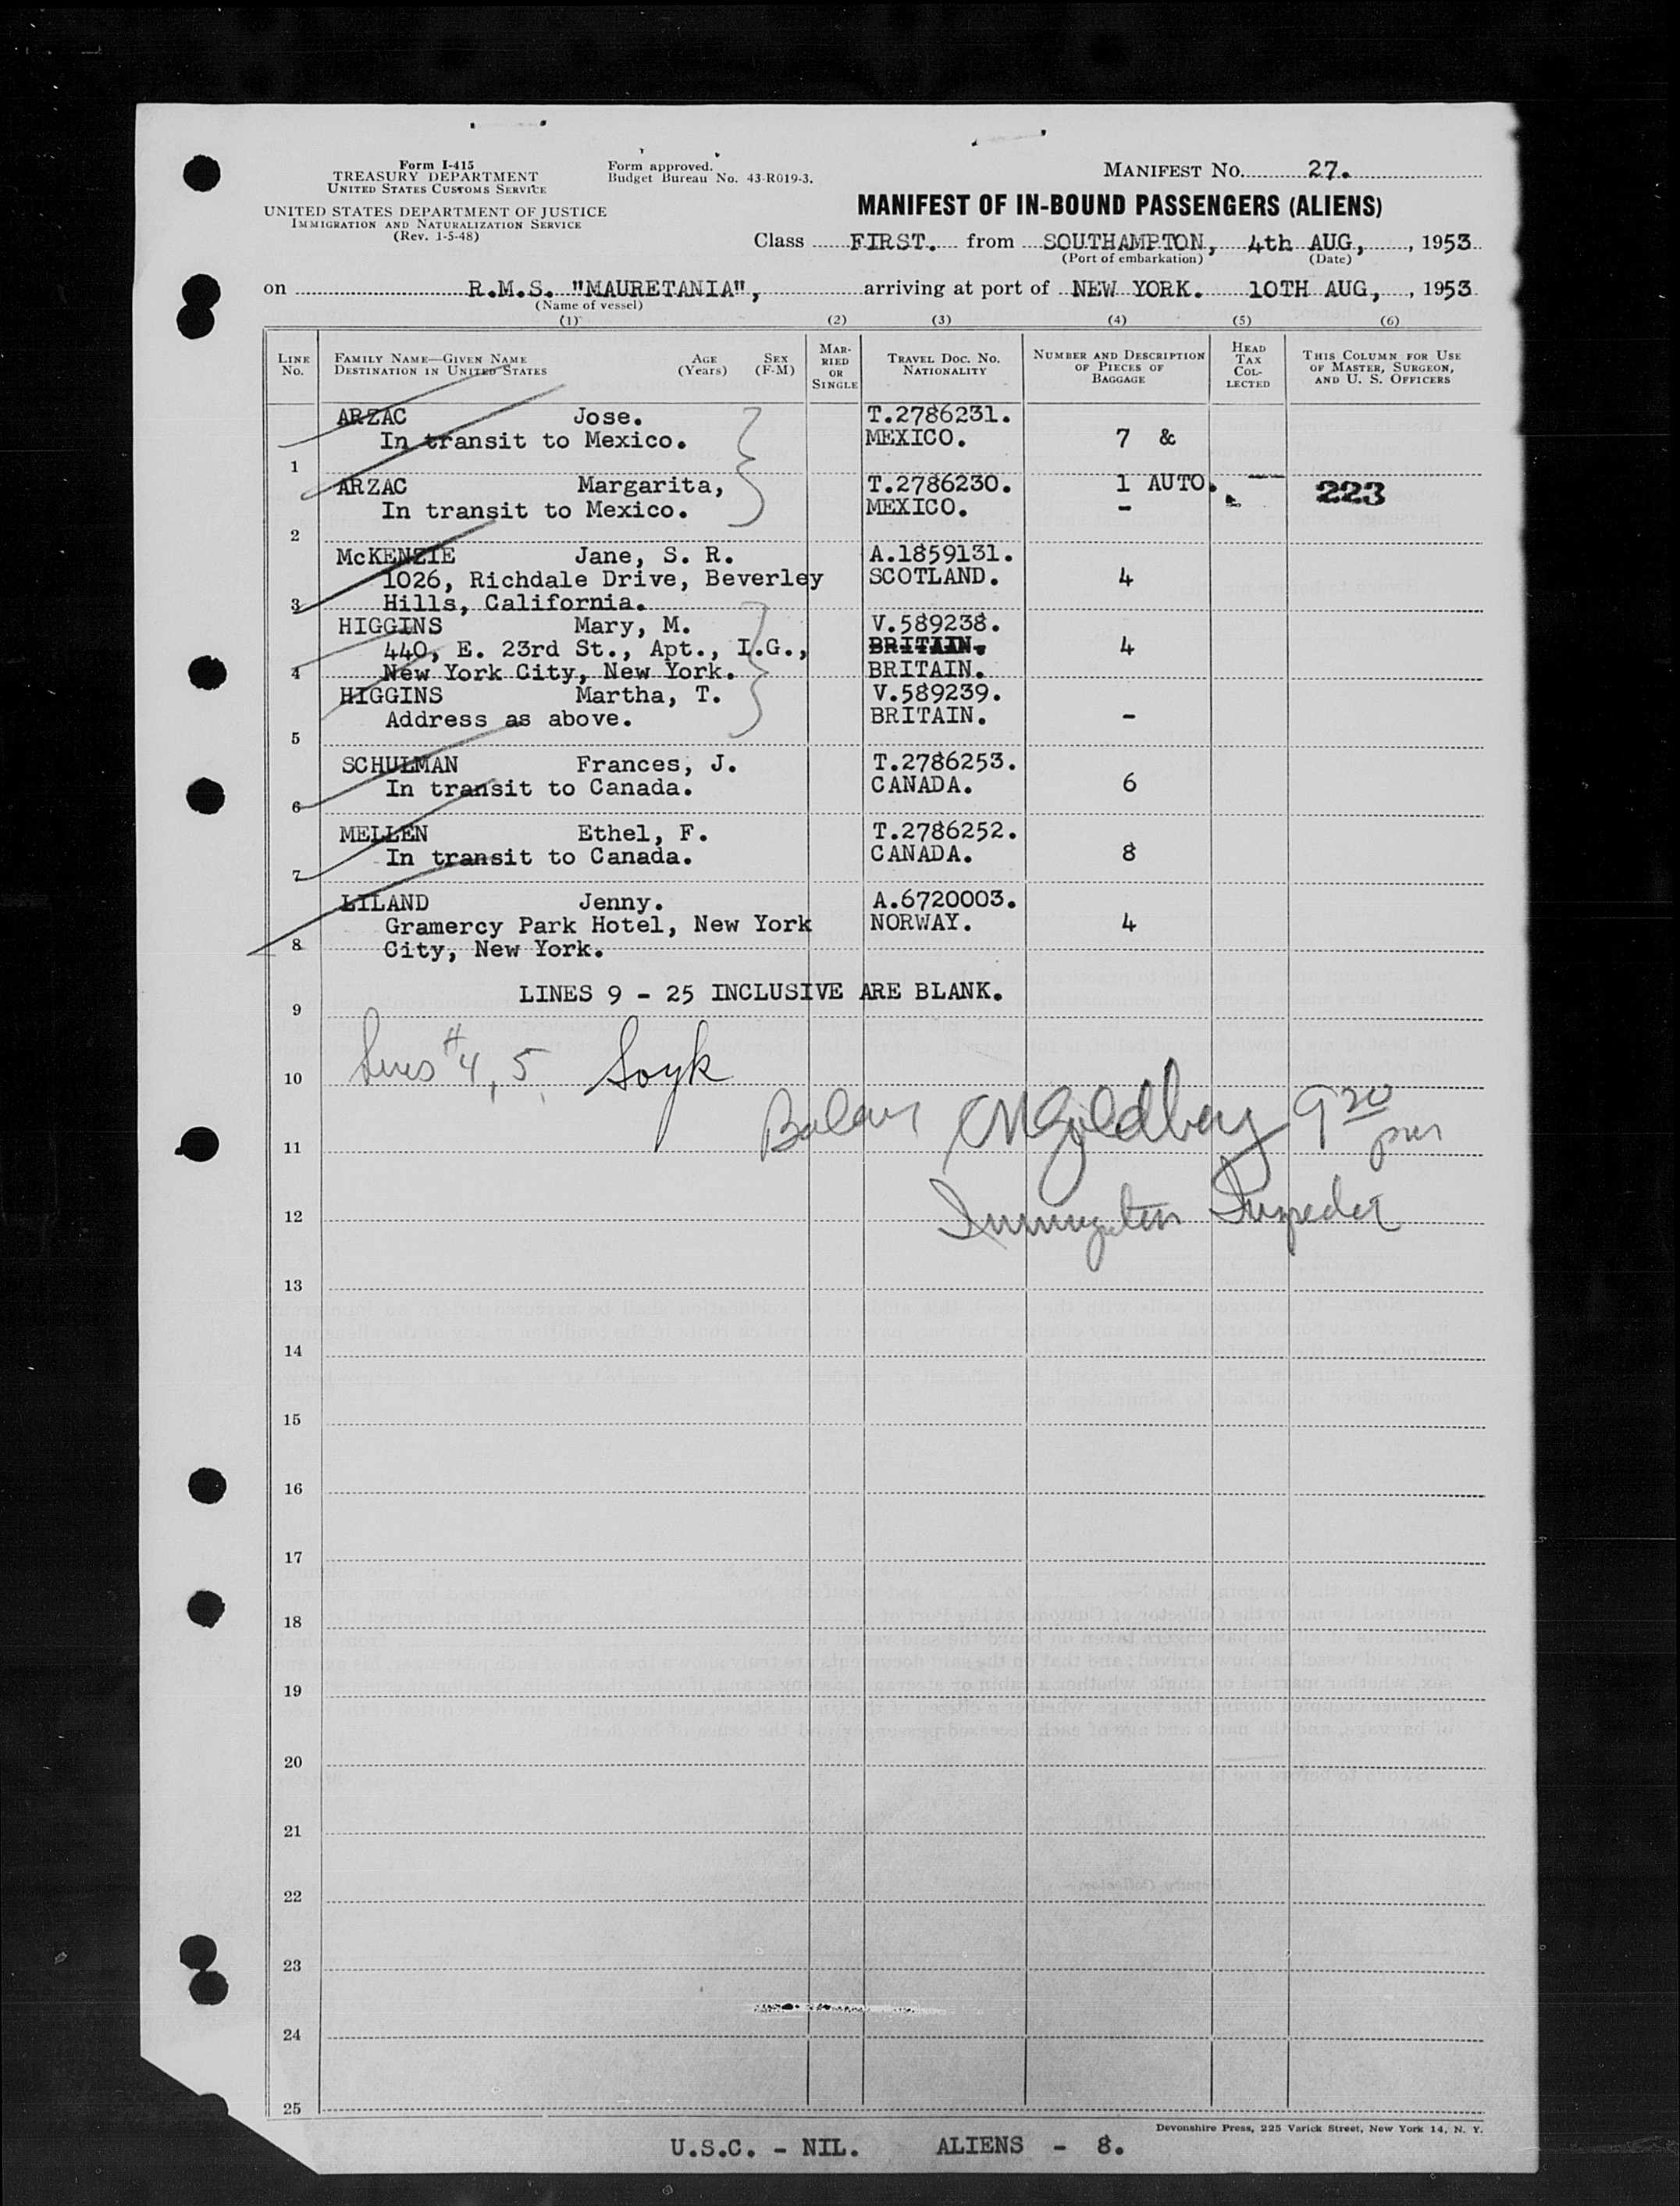 Form I-415
TREASURY DEPARTMENT
UNITED STATES CUSTOMS SERVICE
UNITED STATES DEPARTMENT OF JUSTICE
IMMIGRATION AND NATURALIZATION SERVICE
(Rev. 1-5-48)
Form approved.
Budget Bureau No. 43-R019-3.
MANIFEST NO. 27.
MANIFEST OF IN-BOUND PASSENGERS (ALIENS)
Class FIRST. from SOUTHAMPTON, 4th AUG, , 1953
(Port of embarkation) (Date)
on R.M.S. "MAURETANIA", arriving at port of NEW YORK. 10TH AUG, , 1953
(Name of vessel)
(1) (2) (3) (4) (5) (6)
LINE NO. FAMILY NAME—GIVEN NAME DESTINATION IN UNITED STATES AGE (Years) SEX (F-M) MARRIED OR SINGLE TRAVEL DOC. NO. NATIONALITY NUMBER AND DESCRIPTION OF PIECES OF BAGGAGE HEAD TAX COLLECTED THIS COLUMN FOR USE OF MASTER, SURGEON, AND U. S. OFFICERS
ARZAC Jose. T.2786231.
In transit to Mexico. MEXICO. 7 &
1
ARZAC Margarita, T.2786230. 1 AUTO. 223
In transit to Mexico. MEXICO. -
2
McKENZIE Jane, S. R. A.1859131.
1026, Richdale Drive, Beverley SCOTLAND. 4
3 Hills, California.
HIGGINS Mary, M. V.589238.
440, E. 23rd St., Apt., I.G., BRITAIN. 4
4 New York City, New York. BRITAIN.
HIGGINS Martha, T. V.589239.
Address as above. BRITAIN. -
5
SCHULMAN Frances, J. T.2786253.
In transit to Canada. CANADA. 6
6
MELLEN Ethel, F. T.2786252.
In transit to Canada. CANADA. 8
7
LILAND Jenny. A.6720003.
Gramercy Park Hotel, New York NORWAY. 4
8 City, New York.
LINES 9 - 25 INCLUSIVE ARE BLANK.
9
10 Lines #4, 5
11 Goldberg 9 30 pm
12 Immigration Inspector
13
14
15
16
17
18
19
20
21
22
23
24
25
Devonshire Press, 225 Varick Street, New York 14, N. Y.
U.S.C. - NIL. ALIENS - 8.